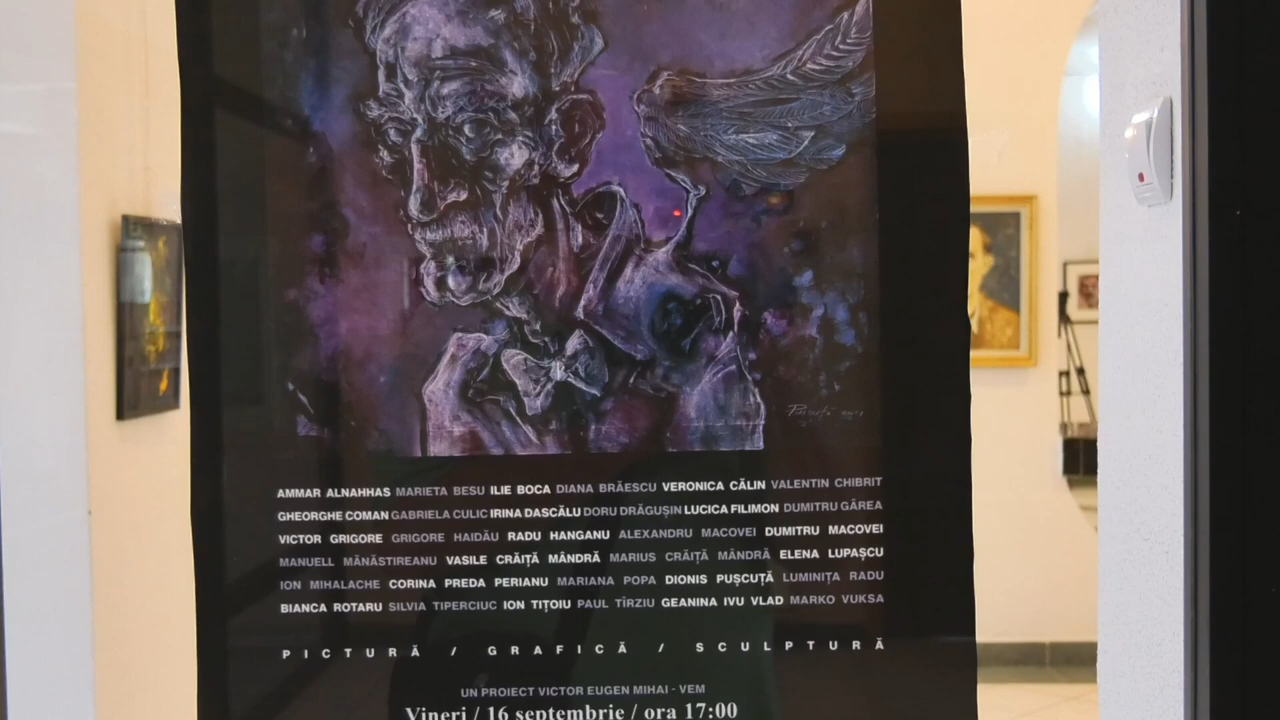 AMMAR ALNAHHAS MARIETA BESU ILIE BOCA DIANA BRĂESCU VERONICA CĂLIN VALENTIN CHIBRIT
GHEORGHE COMAN GABRIELA CULIC IRINA DASCĂLU DORU DRĂGUȘIN LUCICA FILIMON DUMITRU GÂREA
VICTOR GRIGORE GRIGORE HAIDĂU RADU HANGANU ALEXANDRU MACOVEI DUMITRU MACOVEI
MANUELL MĂNĂSTIREANU VASILE CRĂIȚĂ MÂNDRĂ MARIUS CRĂIȚĂ MÂNDRĂ ELENA LUPAȘCU
ION MIHALACHE CORINA PREDA PERIANU MARIANA POPA DIONIS PUȘCUȚĂ LUMINIȚA RADU
BIANCA ROTARU SILVIA TIPERCIUC ION TIȚOIU PAUL TÎRZIU GEANINA IVU VLAD MARKO VUKSA
PICTURĂ / GRAFICĂ / SCULPTURĂ
UN PROIECT VICTOR EUGEN MIHAI - VEM
Vineri / 16 septembrie / ora 17:00